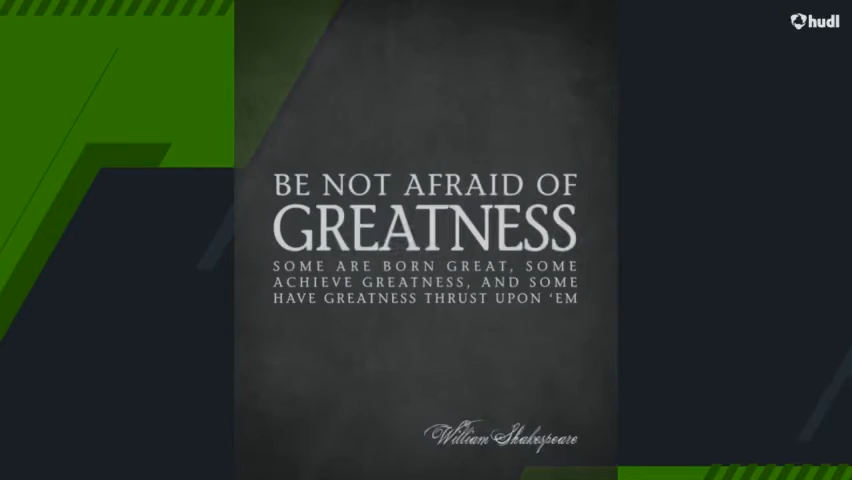 hudl
BE NOT AFRAID OF
GREATNESS
SOME ARE BORN GREAT, SOME
ACHIEVE GREATNESS, AND SOME
HAVE GREATNESS THRUST UPON 'EM
William Shakespeare